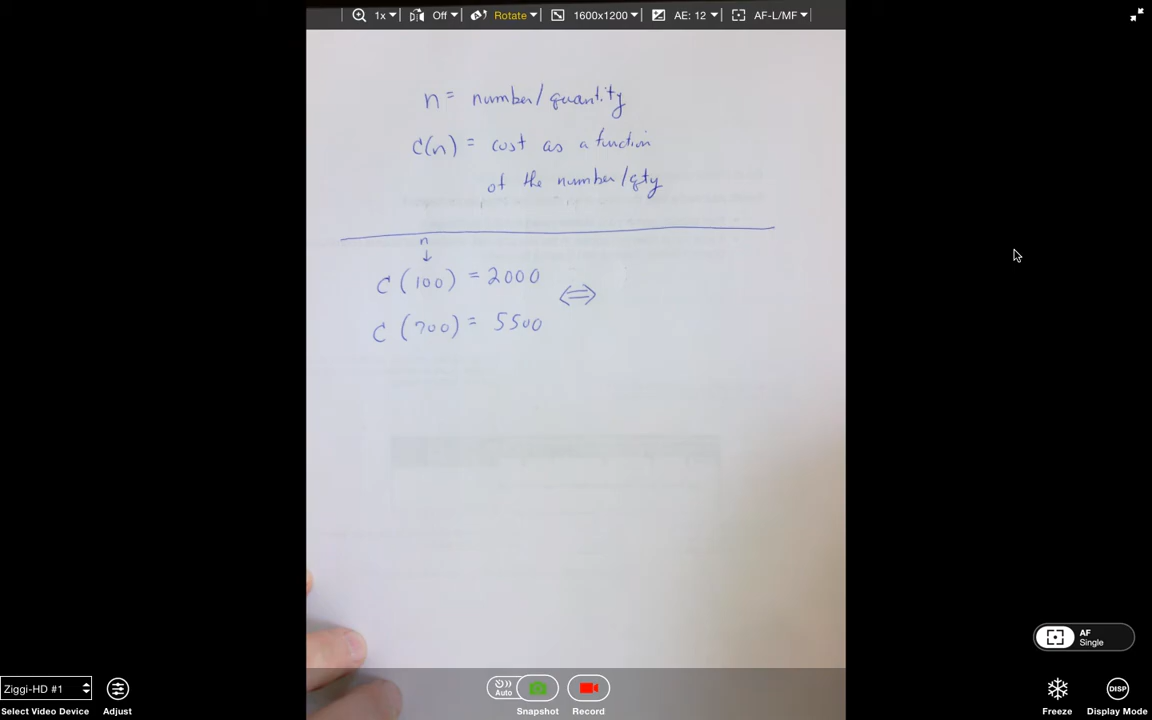 1x Off Rotate 1600x1200 AE: 12 AF-L/MF
n = number/quantity
C(n) = cost as a function
of the number/qty
n
↓
C (100) = 2000 ⇔
C (700) = 5500
AF
Single
Auto
Ziggi-HD #1
Select Video Device Adjust Snapshot Record Freeze Display Mode
DISP